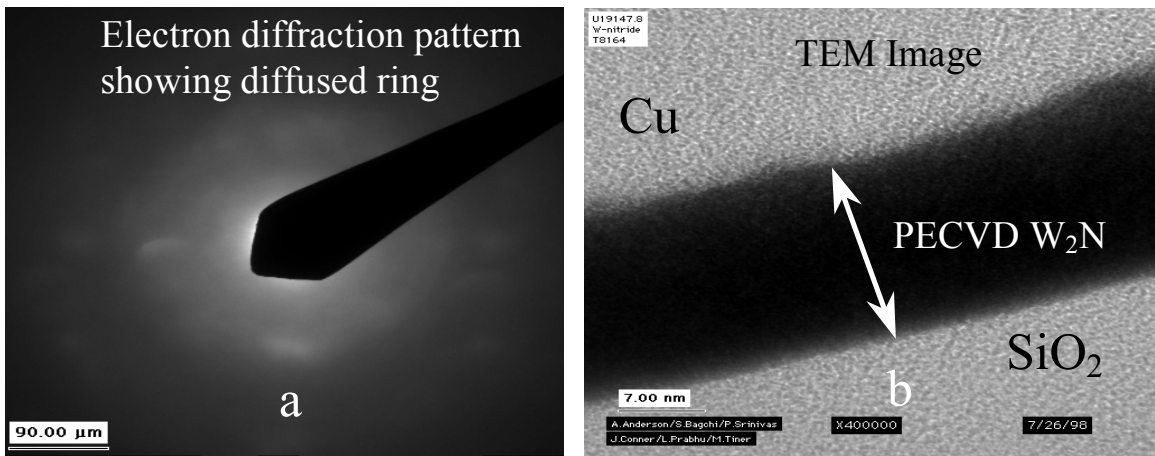 Electron diffraction pattern
showing diffused ring
a
90.00 µm
U19147.8
W-nitride
T8164
TEM Image
Cu
PECVD W₂N
SiO₂
b
7.00 nm
A.Anderson/S.Bagchi/P.Srinivas
J.Conner/L.Prabhu/M.Tiner
X400000
7/26/98